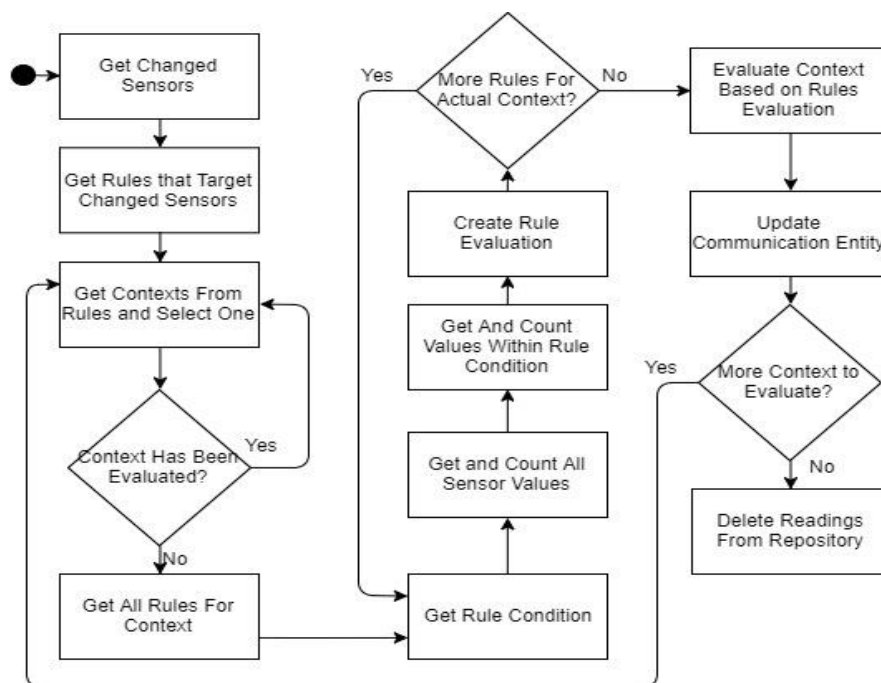 Get Changed
Sensors
Get Rules that Target
Changed Sensors
Get Contexts From
Rules and Select One
Context Has Been
Evaluated?
Yes
No
Get All Rules For
Context
Get Rule Condition
Get and Count All
Sensor Values
Get And Count
Values Within Rule
Condition
Create Rule
Evaluation
More Rules For
Actual Context?
Yes
No
Evaluate Context
Based on Rules
Evaluation
Update
Communication Entity
More Context to
Evaluate?
Yes
No
Delete Readings
From Repository